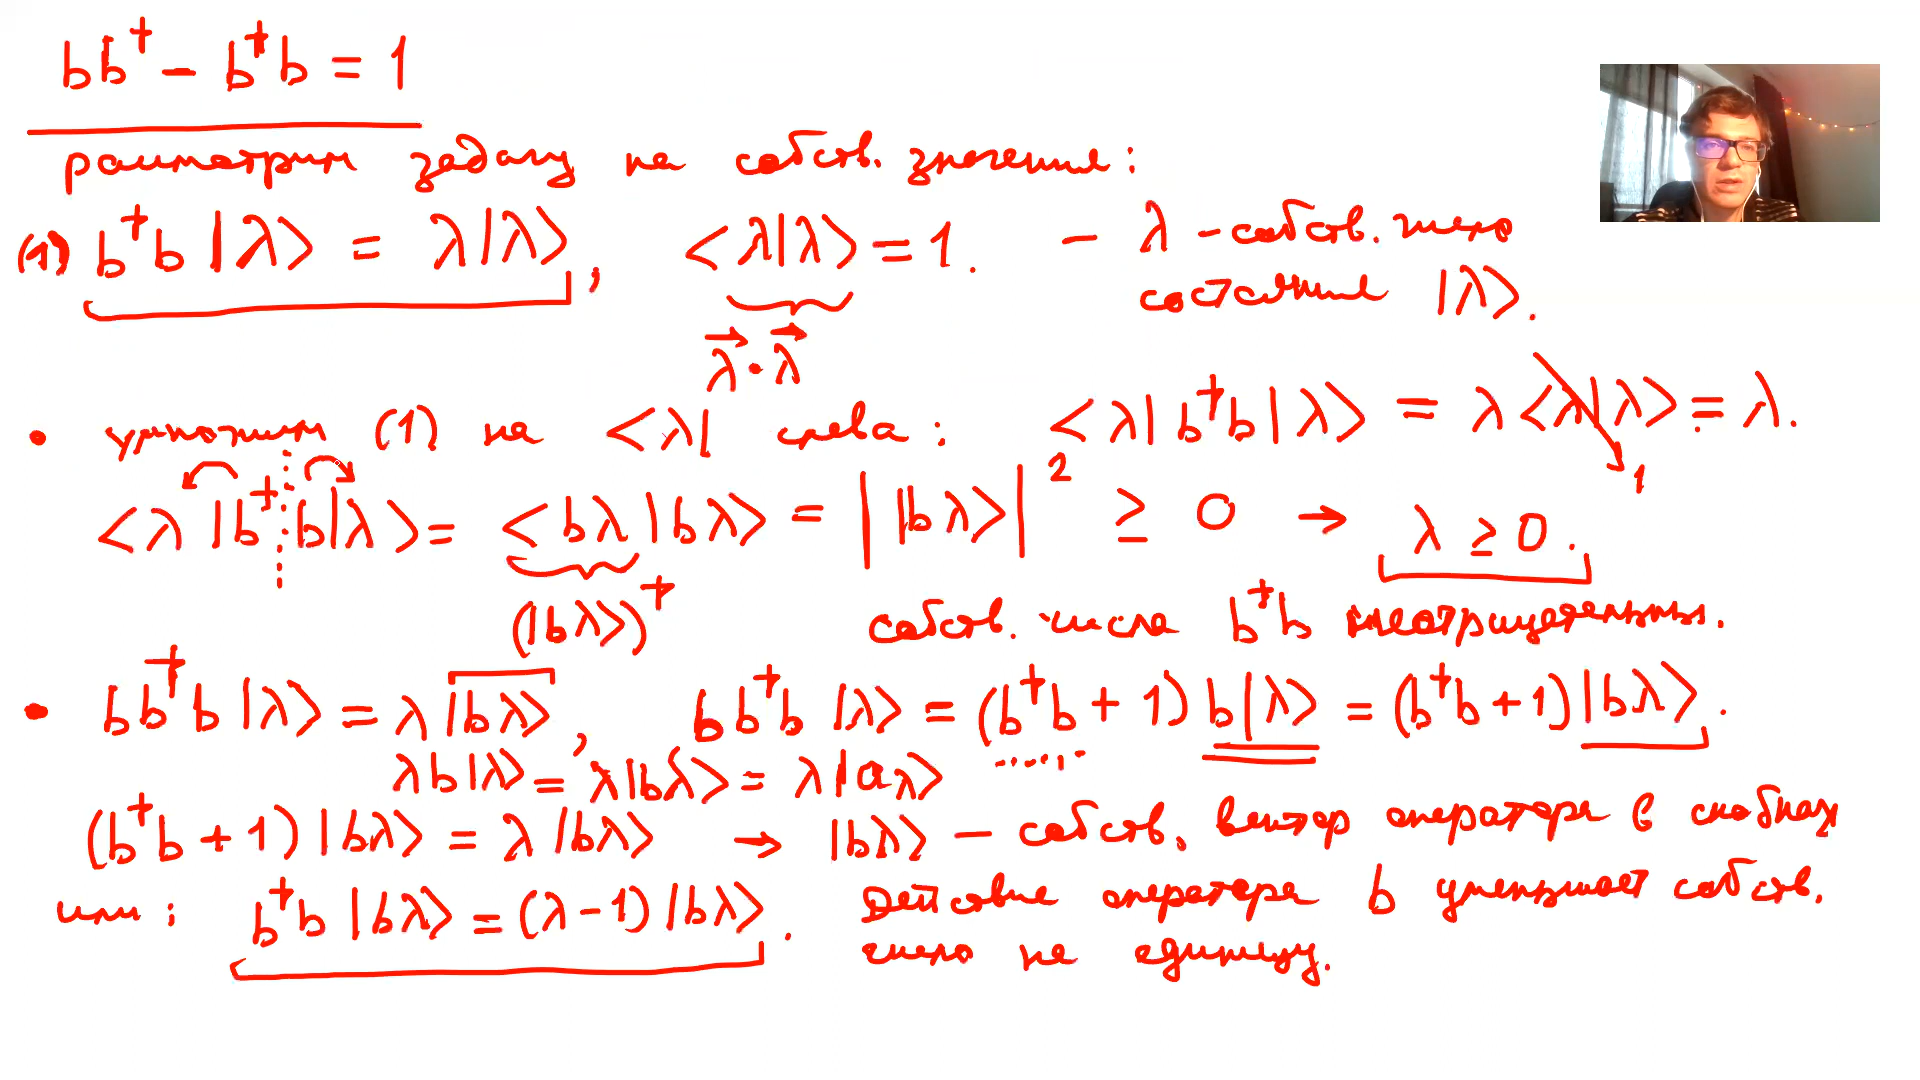 bb⁺ − b⁺b = 1
рассмотрим задачу на собств. значения:
(1) b⁺b |λ> = λ|λ>, <λ|λ> = 1. – λ – собств. число
состояния |λ>.
λ⃗ · λ⃗
• умножим (1) на <λ| слева: <λ| b⁺b |λ> = λ <λ|λ> = λ.
1
<λ |b⁺ b|λ> = <bλ|bλ> = | |bλ> |² ≥ 0 → λ ≥ 0.
(|bλ>)⁺ собств. числа b⁺b неотрицательны.
• bb⁺b |λ> = λ |bλ>, bb⁺b |λ> = (b⁺b + 1) b|λ> = (b⁺b + 1) |bλ>.
λb|λ> = λ|bλ> = λ|a_λ>
(b⁺b + 1) |bλ> = λ |bλ> → |bλ> – собств. вектор оператора в скобках
или: b⁺b |bλ> = (λ − 1) |bλ>. Действие оператора b уменьшает собств.
число на единицу.